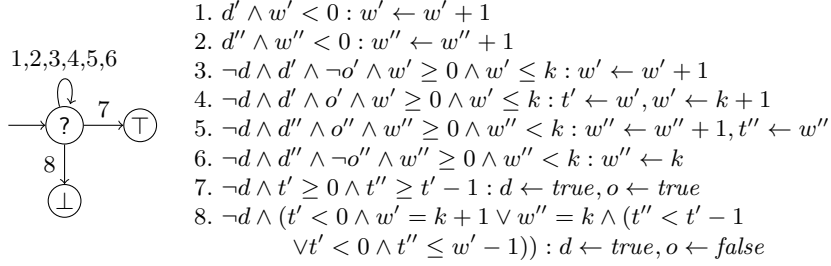 1,2,3,4,5,6
?
7
⊤
8
⊥
1. d′ ∧ w′ < 0 : w′ ← w′ + 1
2. d″ ∧ w″ < 0 : w″ ← w″ + 1
3. ¬d ∧ d′ ∧ ¬o′ ∧ w′ ≥ 0 ∧ w′ ≤ k : w′ ← w′ + 1
4. ¬d ∧ d′ ∧ o′ ∧ w′ ≥ 0 ∧ w′ ≤ k : t′ ← w′, w′ ← k + 1
5. ¬d ∧ d″ ∧ o″ ∧ w″ ≥ 0 ∧ w″ < k : w″ ← w″ + 1, t″ ← w″
6. ¬d ∧ d″ ∧ ¬o″ ∧ w″ ≥ 0 ∧ w″ < k : w″ ← k
7. ¬d ∧ t′ ≥ 0 ∧ t″ ≥ t′ − 1 : d ← true, o ← true
8. ¬d ∧ (t′ < 0 ∧ w′ = k + 1 ∨ w″ = k ∧ (t″ < t′ − 1
∨t′ < 0 ∧ t″ ≤ w′ − 1)) : d ← true, o ← false